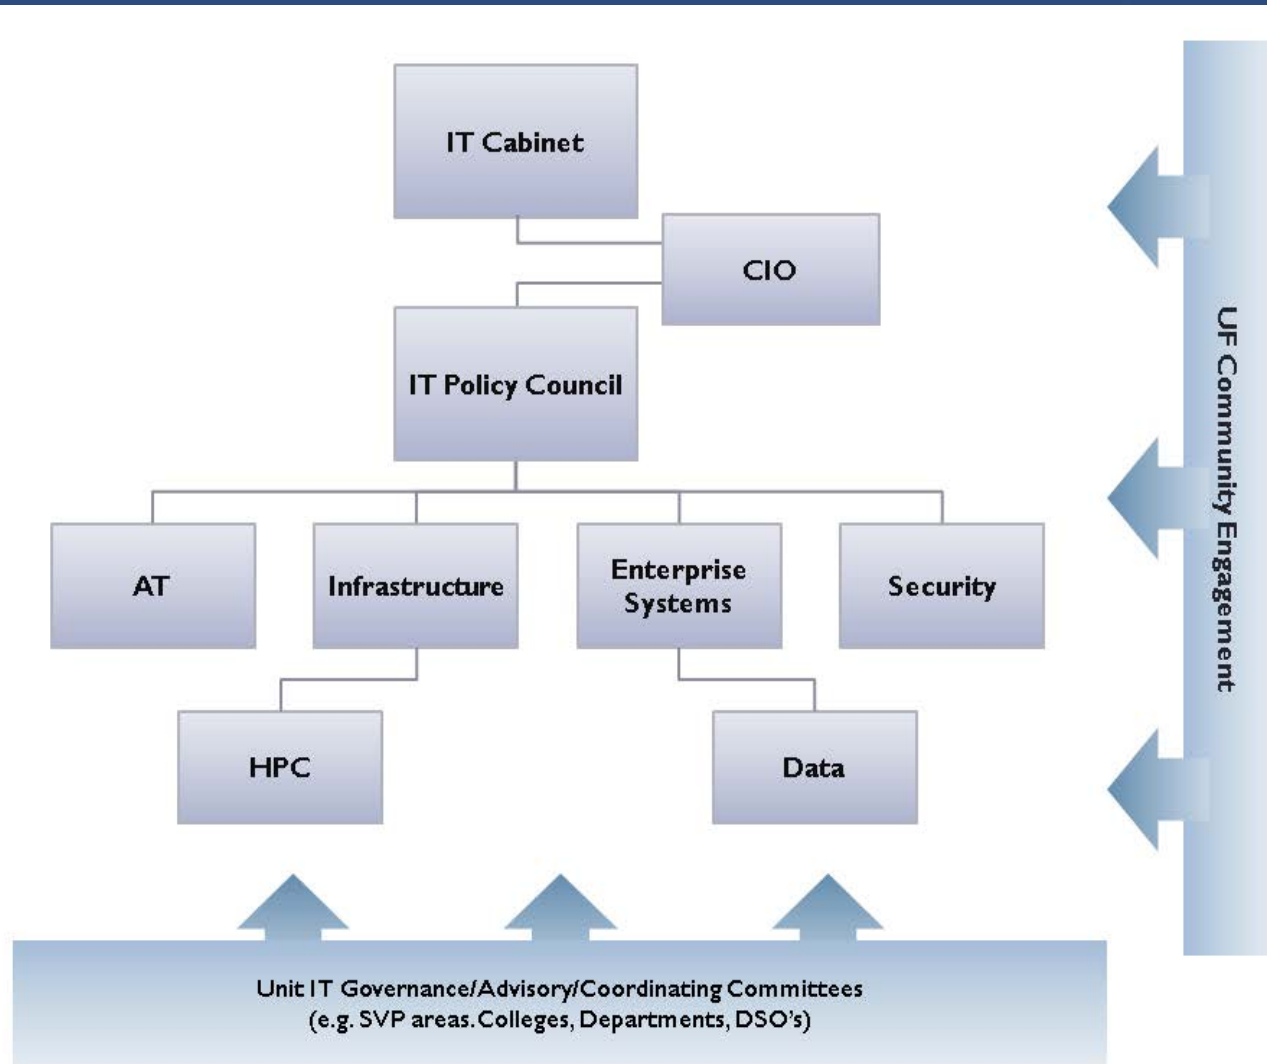 IT Cabinet
CIO
IT Policy Council
AT
Infrastructure
Enterprise
Systems
Security
HPC
Data
UF Community Engagement
Unit IT Governance/Advisory/Coordinating Committees
(e.g. SVP areas.Colleges, Departments, DSO's)